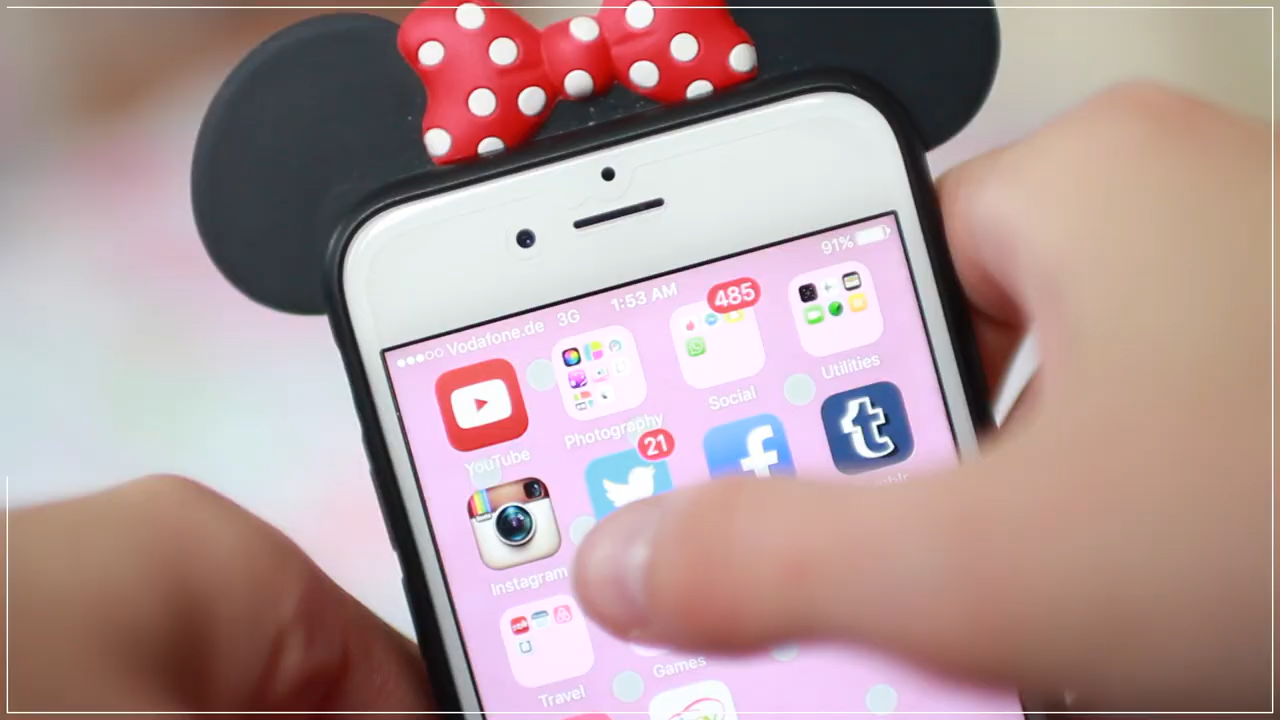 ●●●○○ Vodafone.de 3G 1:53 AM 91%
485
YouTube Photography Social Utilities
21
f t
Instagram
Travel Games